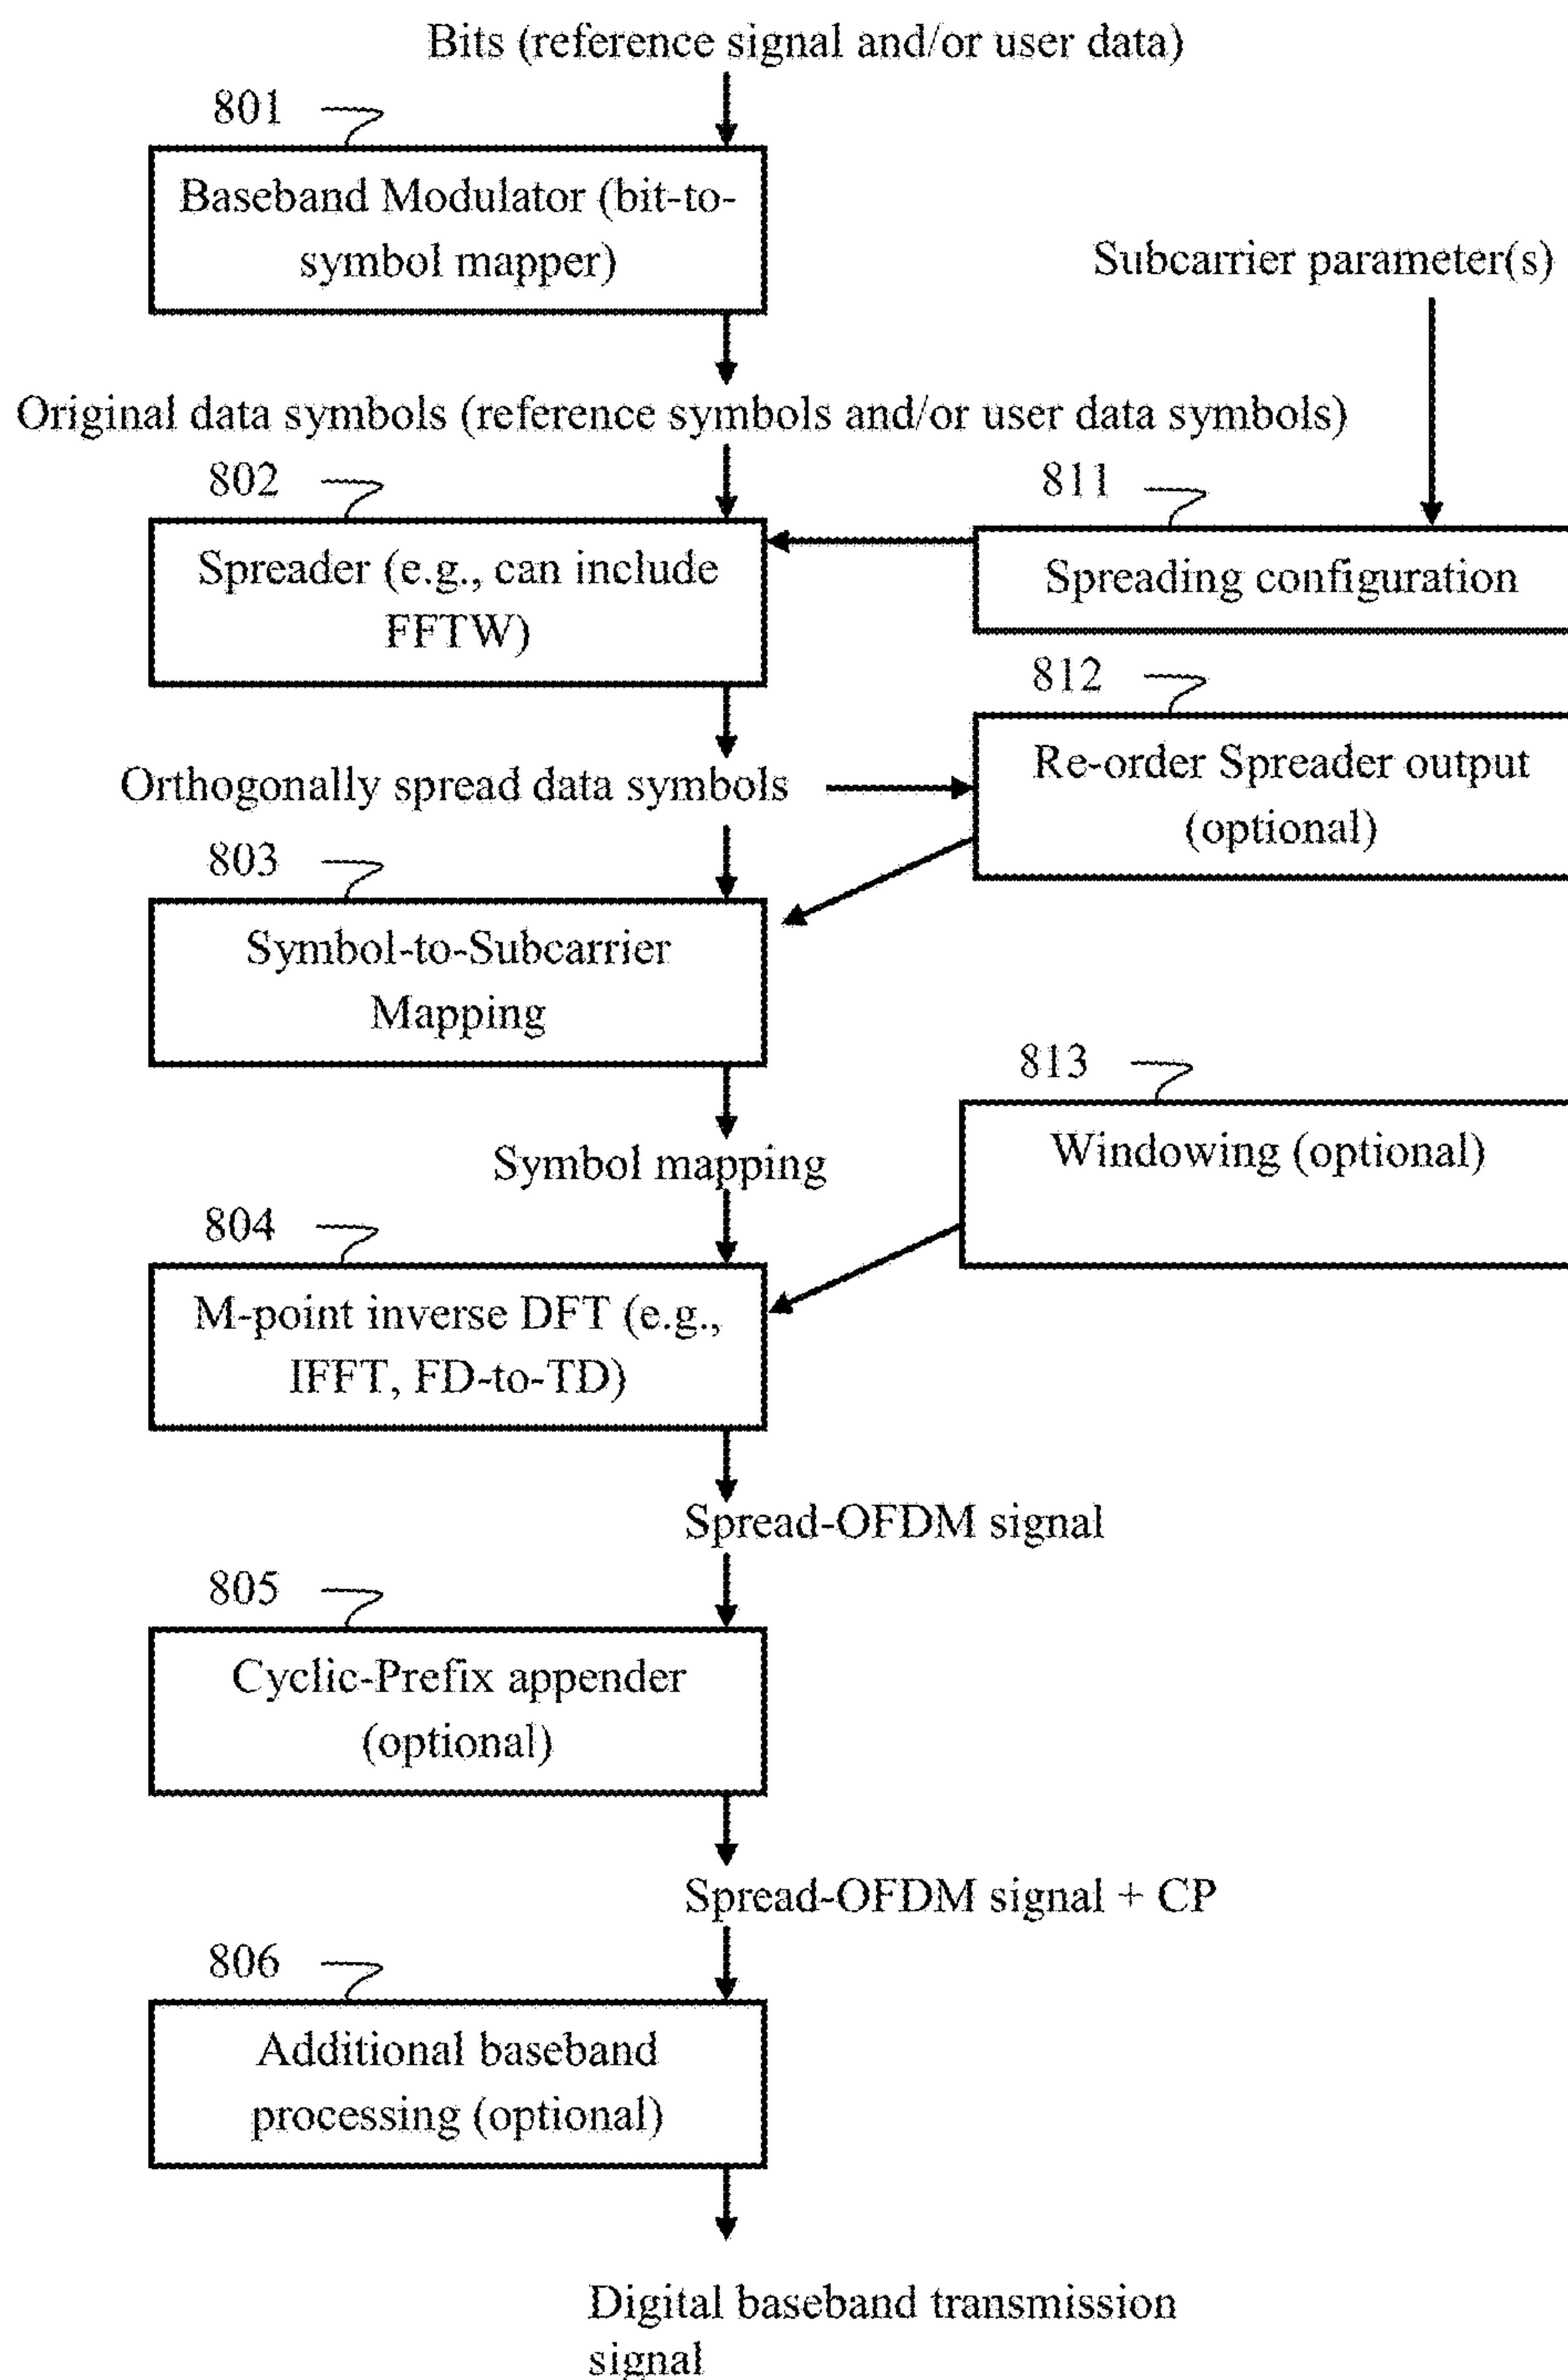 Bits (reference signal and/or user data)
801
Baseband Modulator (bit-to-
symbol mapper)
Subcarrier parameter(s)
Original data symbols (reference symbols and/or user data symbols)
802
811
Spreader (e.g., can include
FFTW)
Spreading configuration
812
Re-order Spreader output
(optional)
Orthogonally spread data symbols
803
Symbol-to-Subcarrier
Mapping
813
Windowing (optional)
Symbol mapping
804
M-point inverse DFT (e.g.,
IFFT, FD-to-TD)
Spread-OFDM signal
805
Cyclic-Prefix appender
(optional)
Spread-OFDM signal + CP
806
Additional baseband
processing (optional)
Digital baseband transmission
signal